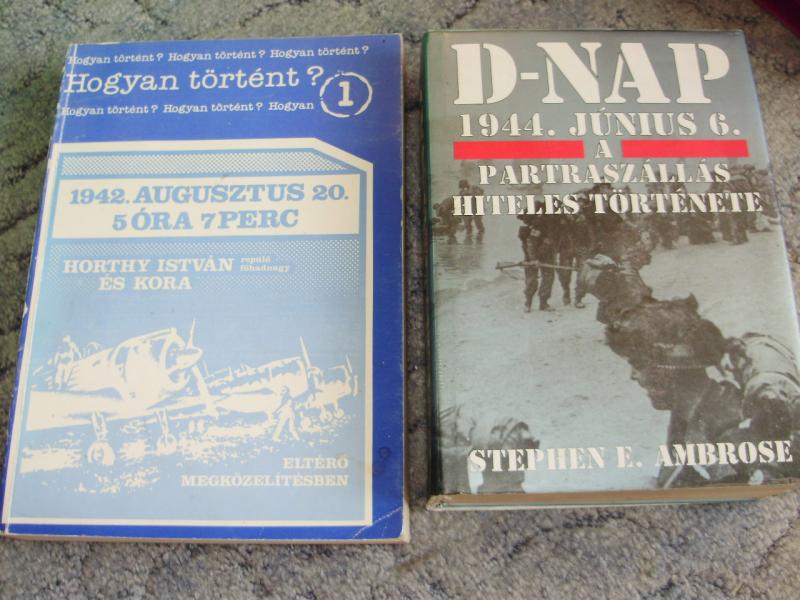 Hogyan történt? Hogyan történt? Hogyan történt?
Hogyan történt?
Hogyan történt? Hogyan történt? Hogyan
1
1942. AUGUSZTUS 20.
5 ÓRA 7 PERC
HORTHY ISTVÁN repülő
főhadnagy
ÉS KORA
ELTÉRŐ
MEGKÖZELÍTÉSBEN
D-NAP
1944. JÚNIUS 6.
A
PARTRASZÁLLÁS
HITELES TÖRTÉNETE
STEPHEN E. AMBROSE